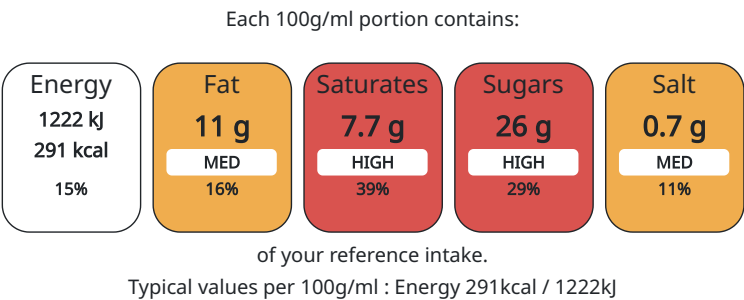 Each 100g/ml portion contains:
Energy
1222 kJ
291 kcal
15%
Fat
11 g
MED
16%
Saturates
7.7 g
HIGH
39%
Sugars
26 g
HIGH
29%
Salt
0.7 g
MED
11%
of your reference intake.
Typical values per 100g/ml : Energy 291kcal / 1222kJ